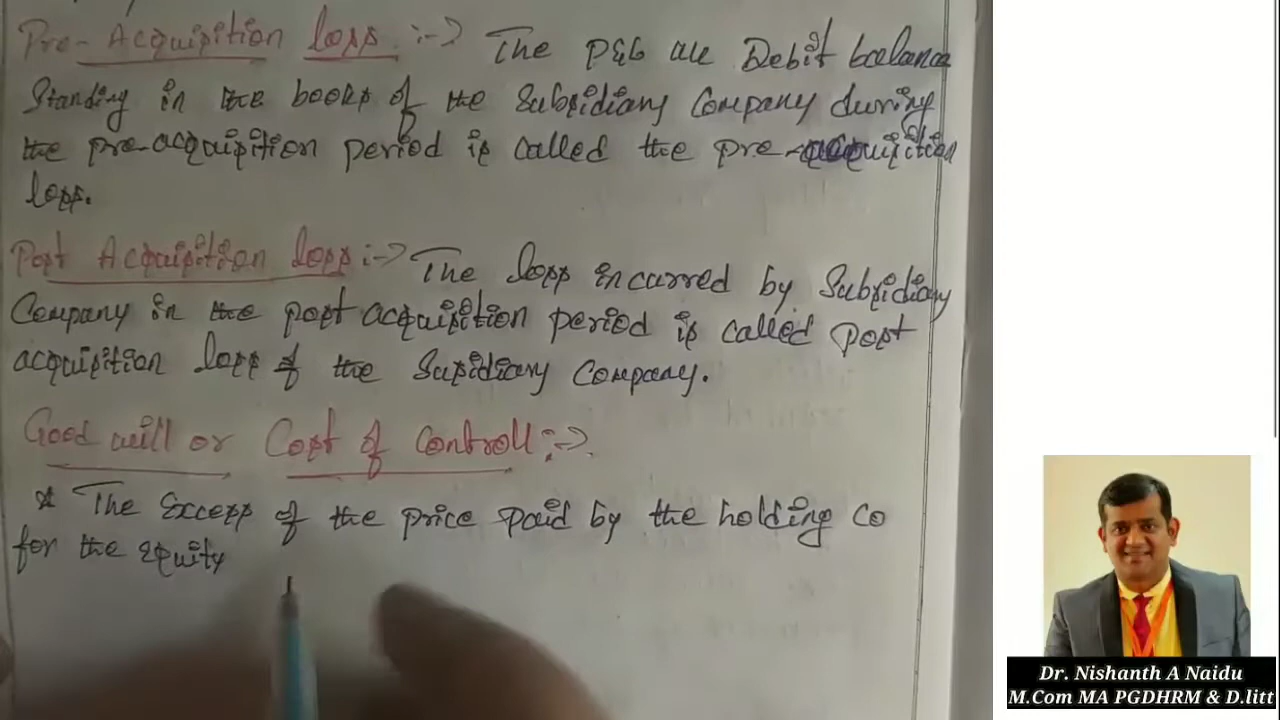 Pre- Acquisition loss :-> The P&L a/c Debit balance
Standing in the books of the Subsidiary Company during
the pre-acquisition period is called the pre-acquisition
loss.
Post Acquisition loss :-> The loss incurred by Subsidiary
Company in the post acquisition period is called Post
acquisition loss of the Supidiary Company.
Good will or Cost of Controll :->.
* The Excess of the price paid by the holding Co
for the equity
Dr. Nishanth A Naidu
M.Com MA PGDHRM & D.litt